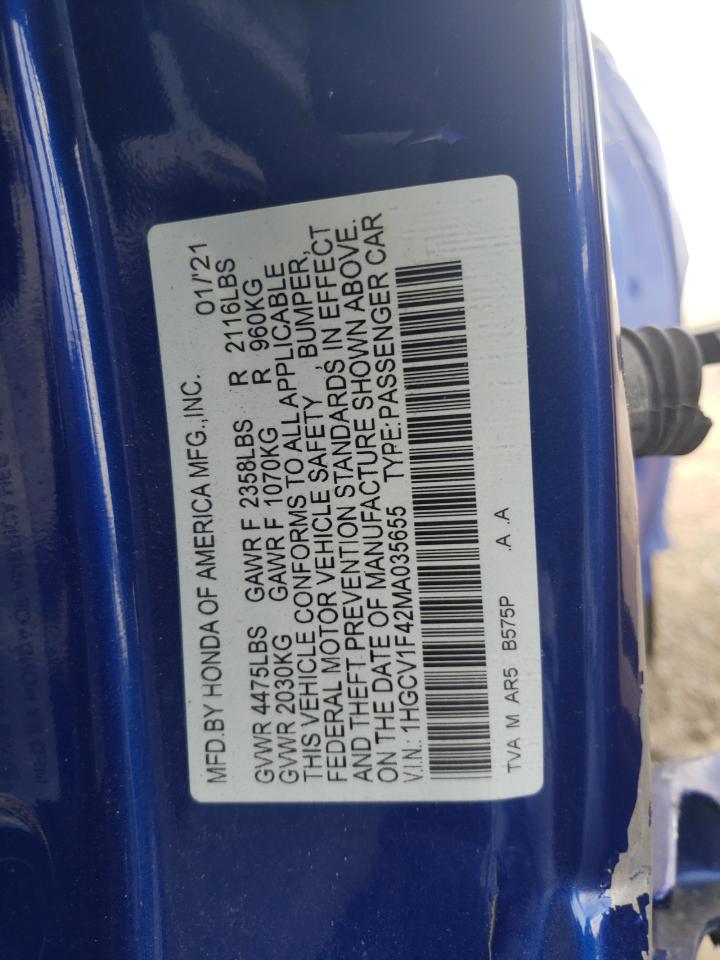 MFD.BY HONDA OF AMERICA MFG.,INC. 01/'21
GVWR 4475LBS GAWR F 2358LBS R 2116LBS
GVWR 2030KG GAWR F 1070KG R 960KG
THIS VEHICLE CONFORMS TO ALL APPLICABLE
FEDERAL MOTOR VEHICLE SAFETY, BUMPER,
AND THEFT PREVENTION STANDARDS IN EFFECT
ON THE DATE OF MANUFACTURE SHOWN ABOVE.
V.I.N.: 1HGCV1F42MA035655 TYPE:PASSENGER CAR
TVA M AR5 B575P .A .A